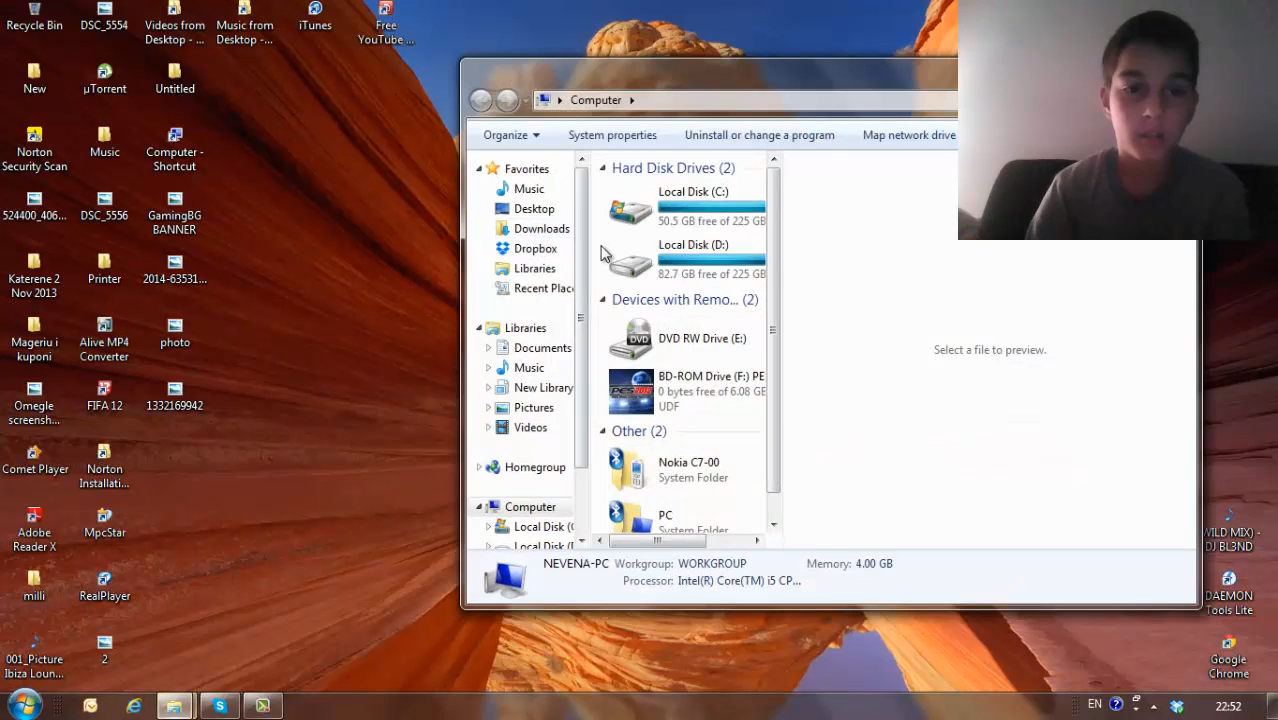 Recycle Bin
DSC_5554
Videos from
Desktop - ...
Music from
Desktop -...
iTunes
Free
YouTube ...
New
µTorrent
Untitled
Norton
Security Scan
Music
Computer -
Shortcut
524400_406...
DSC_5556
GamingBG
BANNER
Katerene 2
Nov 2013
Printer
2014-63531...
Mageriu i
kuponi
Alive MP4
Converter
photo
Omegle
screensh...
FIFA 12
1332169942
Comet Player
Norton
Installati...
Adobe
Reader X
MpcStar
milli
RealPlayer
001_Picture
Ibiza Loun...
2
Computer
Organize
System properties
Uninstall or change a program
Map network drive
Favorites
Music
Desktop
Downloads
Dropbox
Libraries
Recent Plac
Libraries
Documents
Music
New Library
Pictures
Videos
Homegroup
Computer
Local Disk (
Local Disk (
Hard Disk Drives (2)
Local Disk (C:)
50.5 GB free of 225 GB
Local Disk (D:)
82.7 GB free of 225 GB
Devices with Remo... (2)
DVD
DVD RW Drive (E:)
BD-ROM Drive (F:) PE
0 bytes free of 6.08 GB
UDF
Other (2)
Nokia C7-00
System Folder
PC
System Folder
Select a file to preview.
NEVENA-PC
Workgroup: WORKGROUP
Memory: 4.00 GB
Processor: Intel(R) Core(TM) i5 CP...
DJ BL3ND
DAEMON
Tools Lite
Google
Chrome
EN
22:52